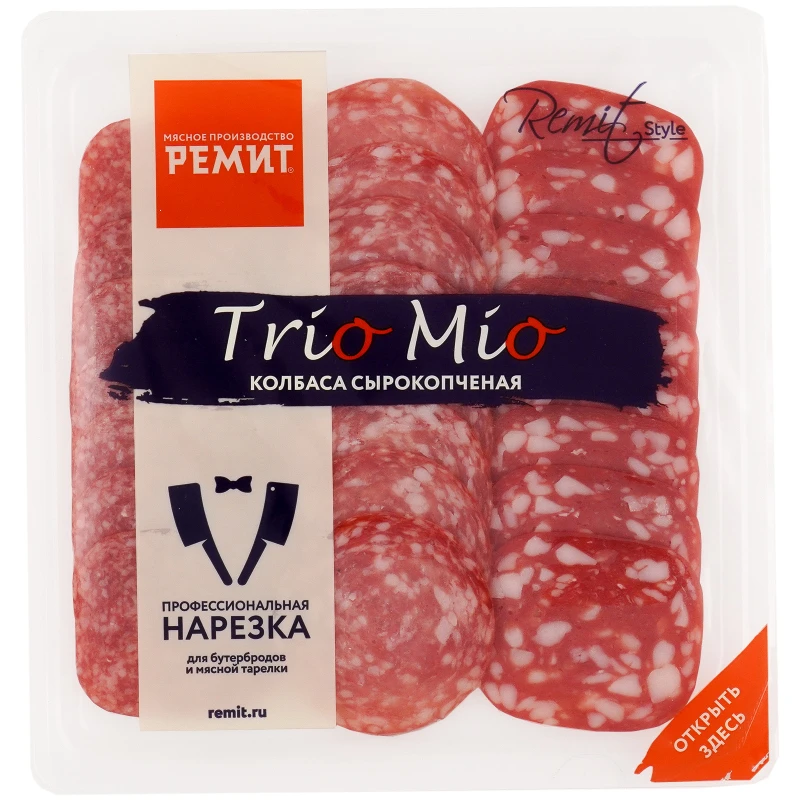 МЯСНОЕ ПРОИЗВОДСТВО
РЕМИТ®
Remit
Style
Trio Mio
КОЛБАСА СЫРОКОПЧЕНАЯ
ПРОФЕССИОНАЛЬНАЯ
НАРЕЗКА
для бутербродов
и мясной тарелки
remit.ru
ОТКРЫТЬ
ЗДЕСЬ